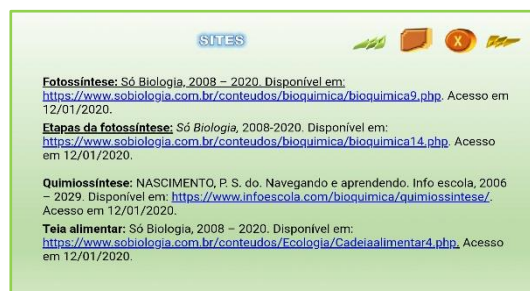 SITES
X
Fotossíntese: Só Biologia, 2008 – 2020. Disponível em:
https://www.sobiologia.com.br/conteudos/bioquimica/bioquimica9.php. Acesso em
12/01/2020.
Etapas da fotossíntese: Só Biologia, 2008-2020. Disponível em:
https://www.sobiologia.com.br/conteudos/bioquimica/bioquimica14.php. Acesso
em 12/01/2020.
Quimiossíntese: NASCIMENTO, P. S. do. Navegando e aprendendo. Info escola, 2006
– 2029. Disponível em: https://www.infoescola.com/bioquimica/quimiossintese/.
Acesso em 12/01/2020.
Teia alimentar: Só Biologia, 2008 – 2020. Disponível em:
https://www.sobiologia.com.br/conteudos/Ecologia/Cadeiaalimentar4.php. Acesso
em 12/01/2020.